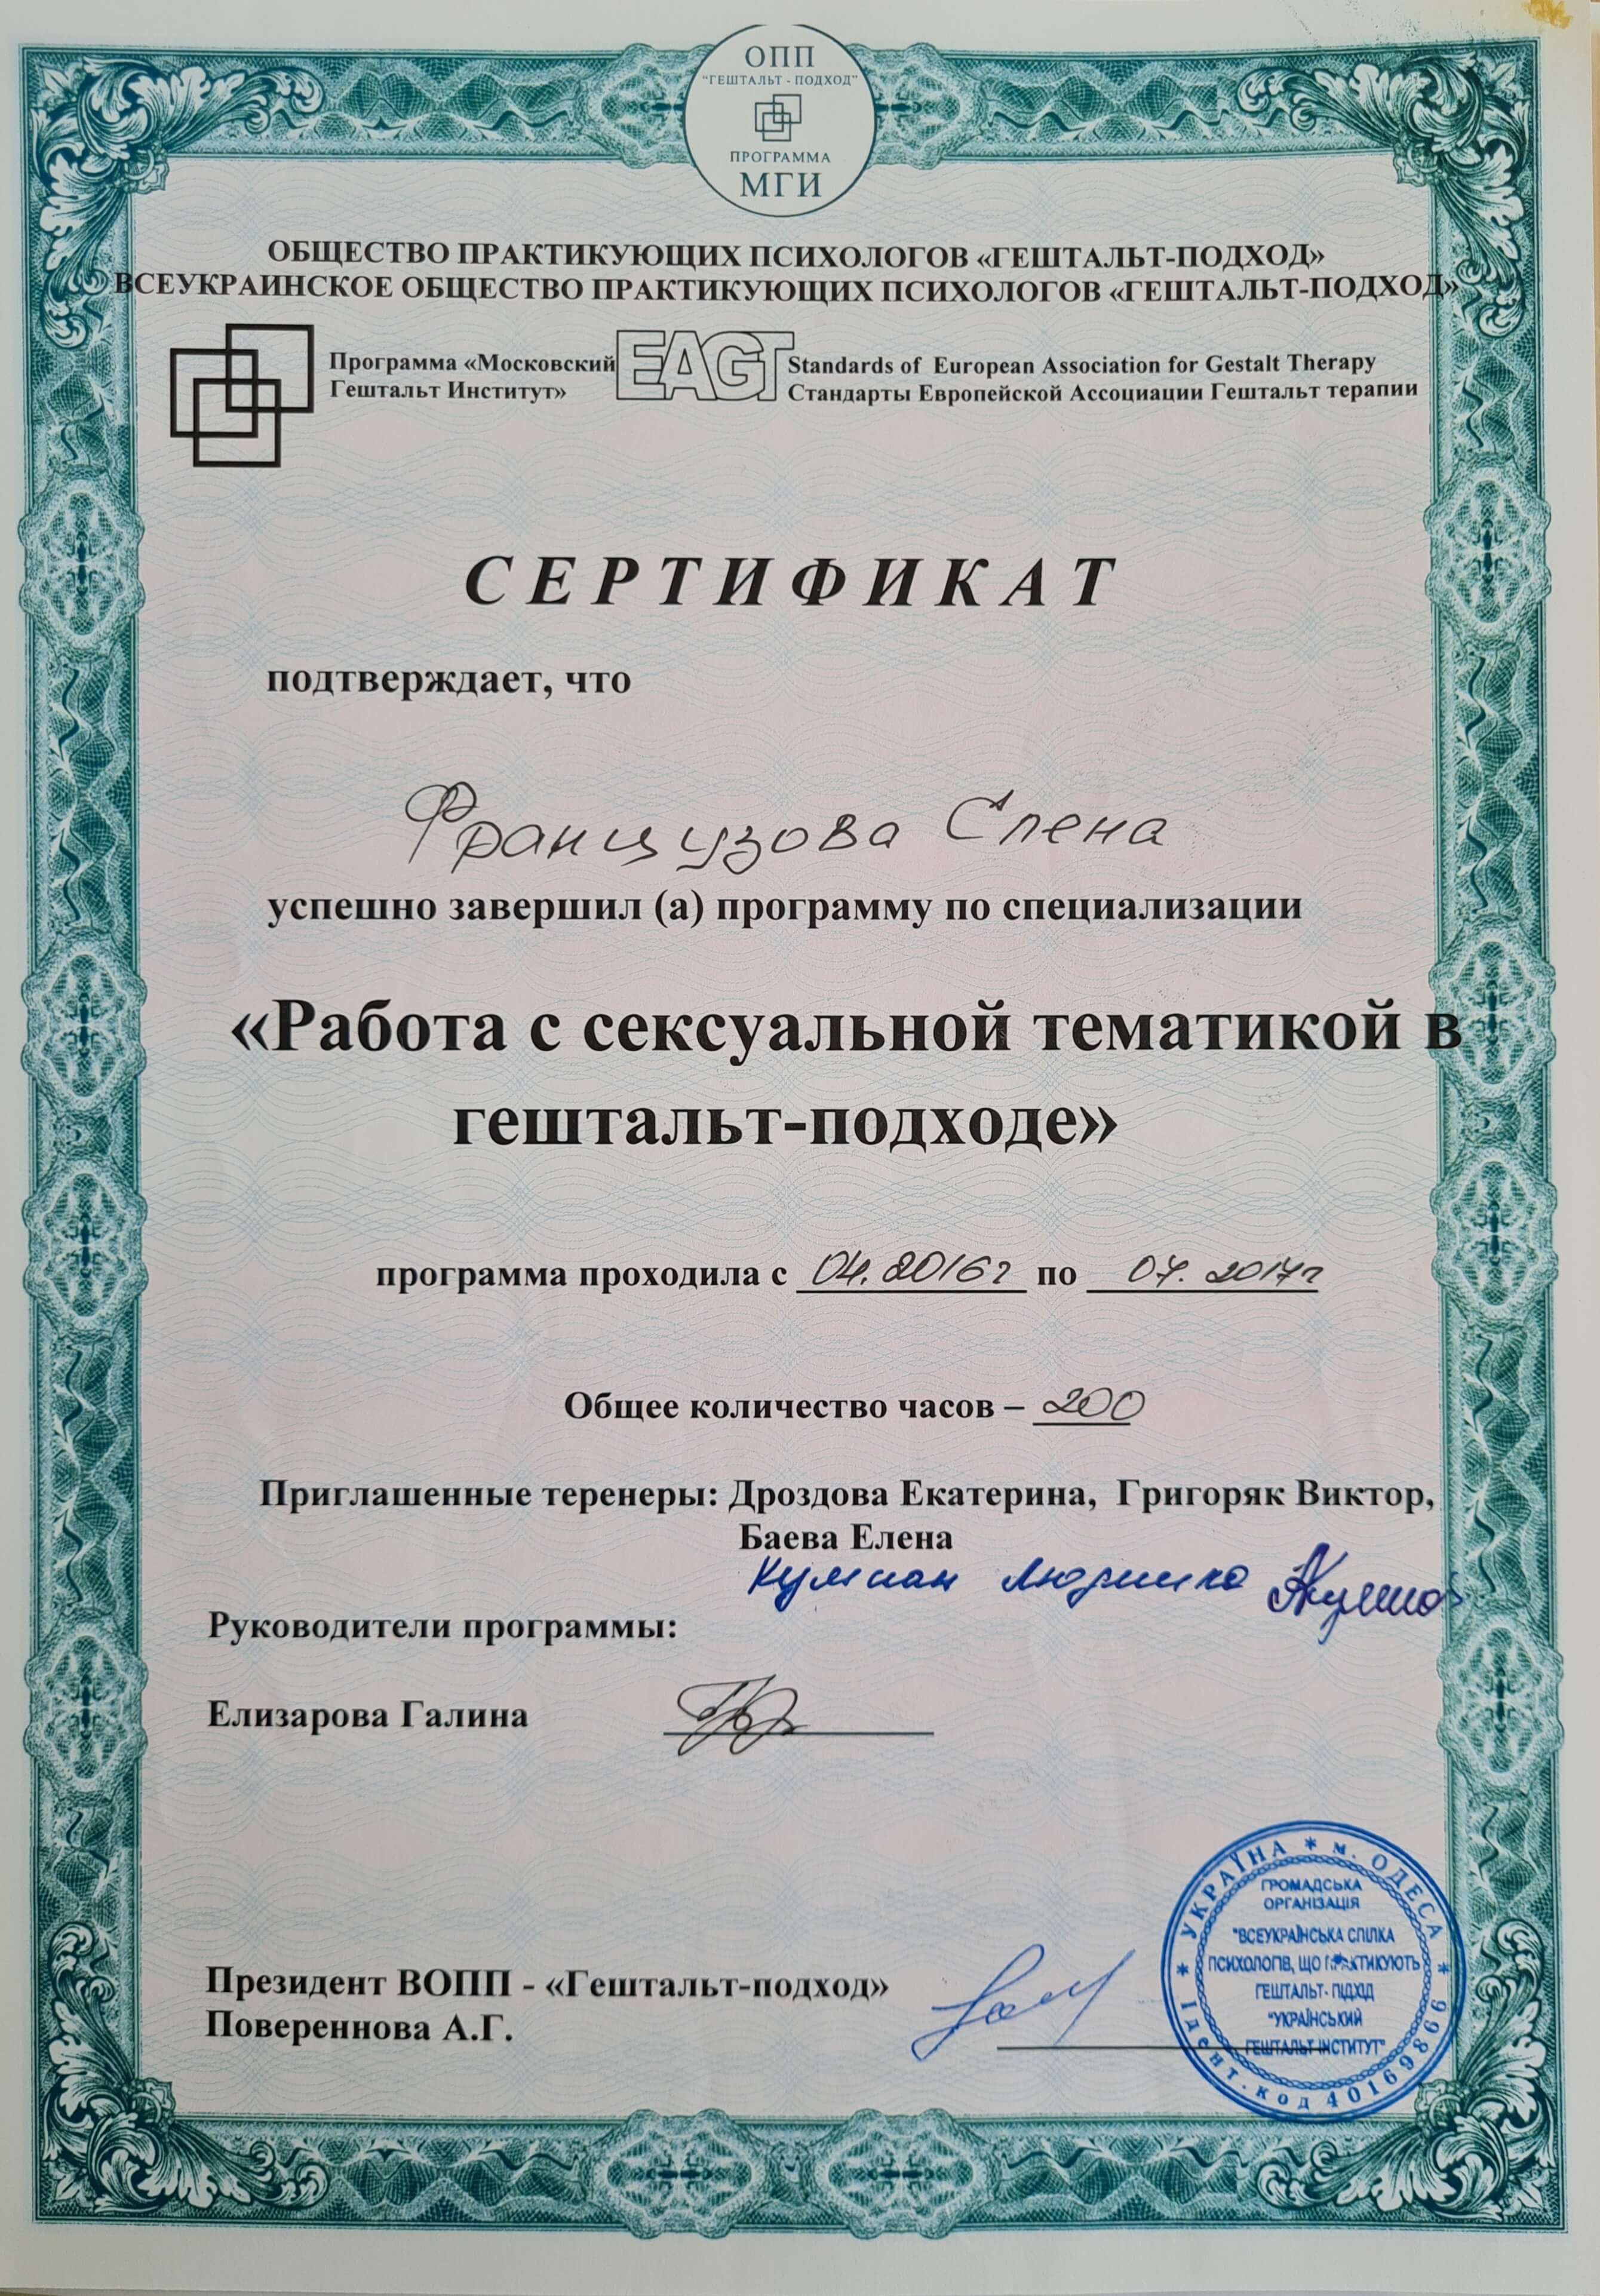 ОПП
"ГЕШТАЛЬТ - ПОДХОД"
ПРОГРАММА
МГИ
ОБЩЕСТВО ПРАКТИКУЮЩИХ ПСИХОЛОГОВ «ГЕШТАЛЬТ-ПОДХОД»
ВСЕУКРАИНСКОЕ ОБЩЕСТВО ПРАКТИКУЮЩИХ ПСИХОЛОГОВ «ГЕШТАЛЬТ-ПОДХОД»
Программа «Московский
Гештальт Институт»
EAGT
Standards of European Association for Gestalt Therapy
Стандарты Европейской Ассоциации Гештальт терапии
СЕРТИФИКАТ
подтверждает, что
Французова Елена
успешно завершил (а) программу по специализации
«Работа с сексуальной тематикой в
гештальт-подходе»
программа проходила с 04.2016г по 07.2017г
Общее количество часов – 200
Приглашенные теренеры: Дроздова Екатерина, Григоряк Виктор,
Баева Елена
Людмила
Руководители программы:
Елизарова Галина
Президент ВОПП - «Гештальт-подход»
Повереннова А.Г.
УКРАЇНА * м. ОДЕСА *
Ідент.код 40169866 *
ГРОМАДСЬКА
ОРГАНІЗАЦІЯ
"ВСЕУКРАЇНСЬКА СПІЛКА
ПСИХОЛОГІВ, ЩО ПРАКТИКУЮТЬ
ГЕШТАЛЬТ- ПІДХІД
"УКРАЇНСЬКИЙ
ГЕШТАЛЬТ ІНСТИТУТ"